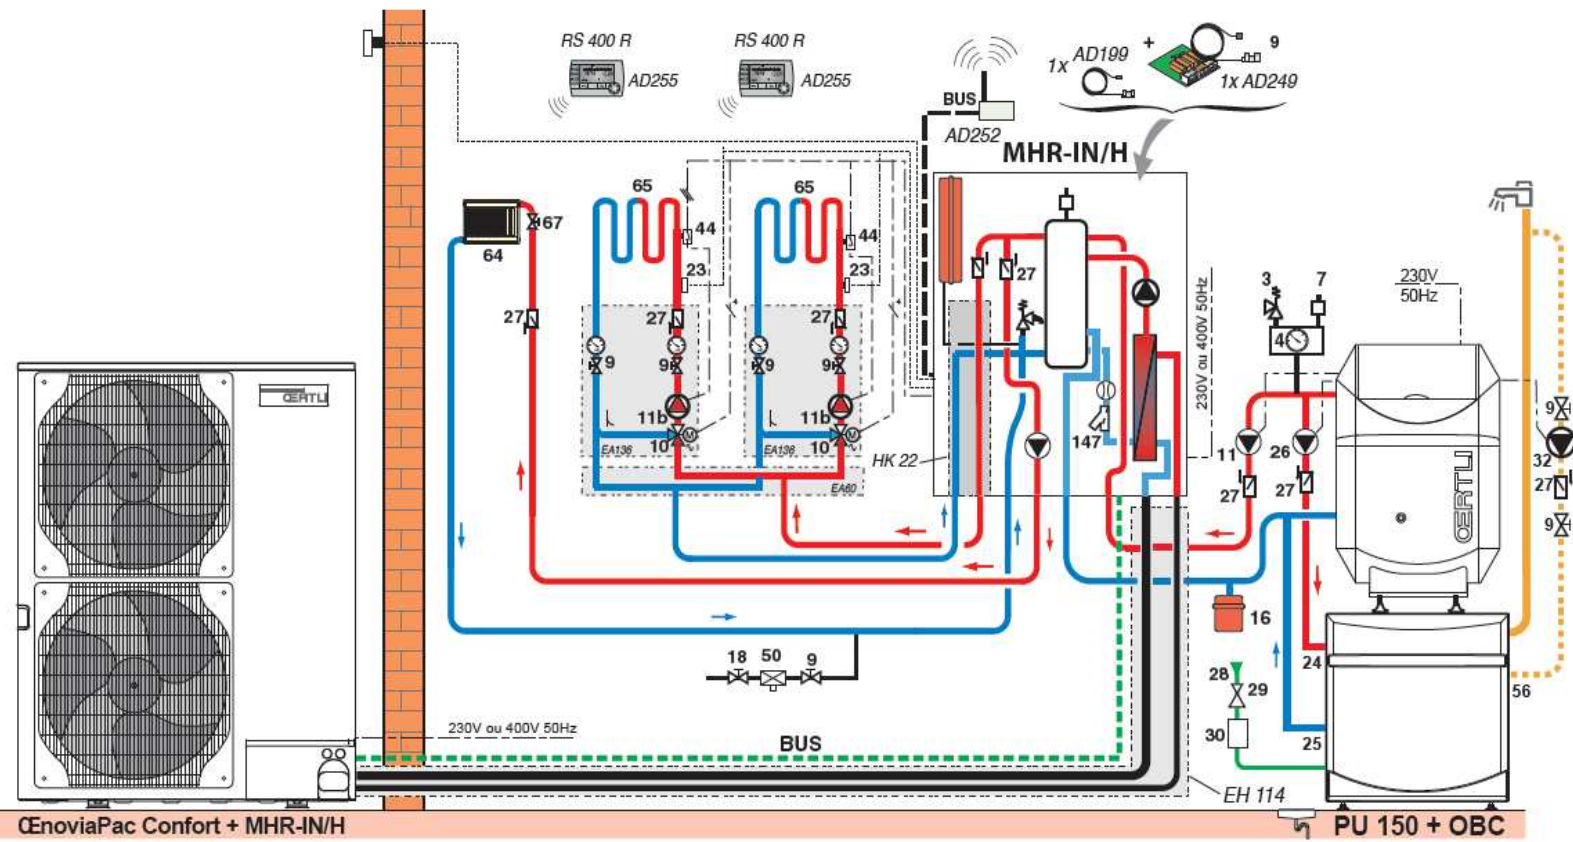 RS 400 R
AD255
RS 400 R
AD255
BUS
AD252
1x AD199
+
9
1x AD249
MHR-IN/H
65
65
67
64
44
44
23
23
27
27
27
27
3
7
230V
50Hz
4
9
9
9
9
11b
11b
10
10
M
M
EA136
EA136
EA60
HK 22
147
230V ou 400V 50Hz
11
26
27
27
9
32
27
9
ŒRTLI
ŒRTLI
16
18
50
9
28
29
30
24
25
56
230V ou 400V 50Hz
BUS
EH 114
ŒnoviaPac Confort + MHR-IN/H
PU 150 + OBC